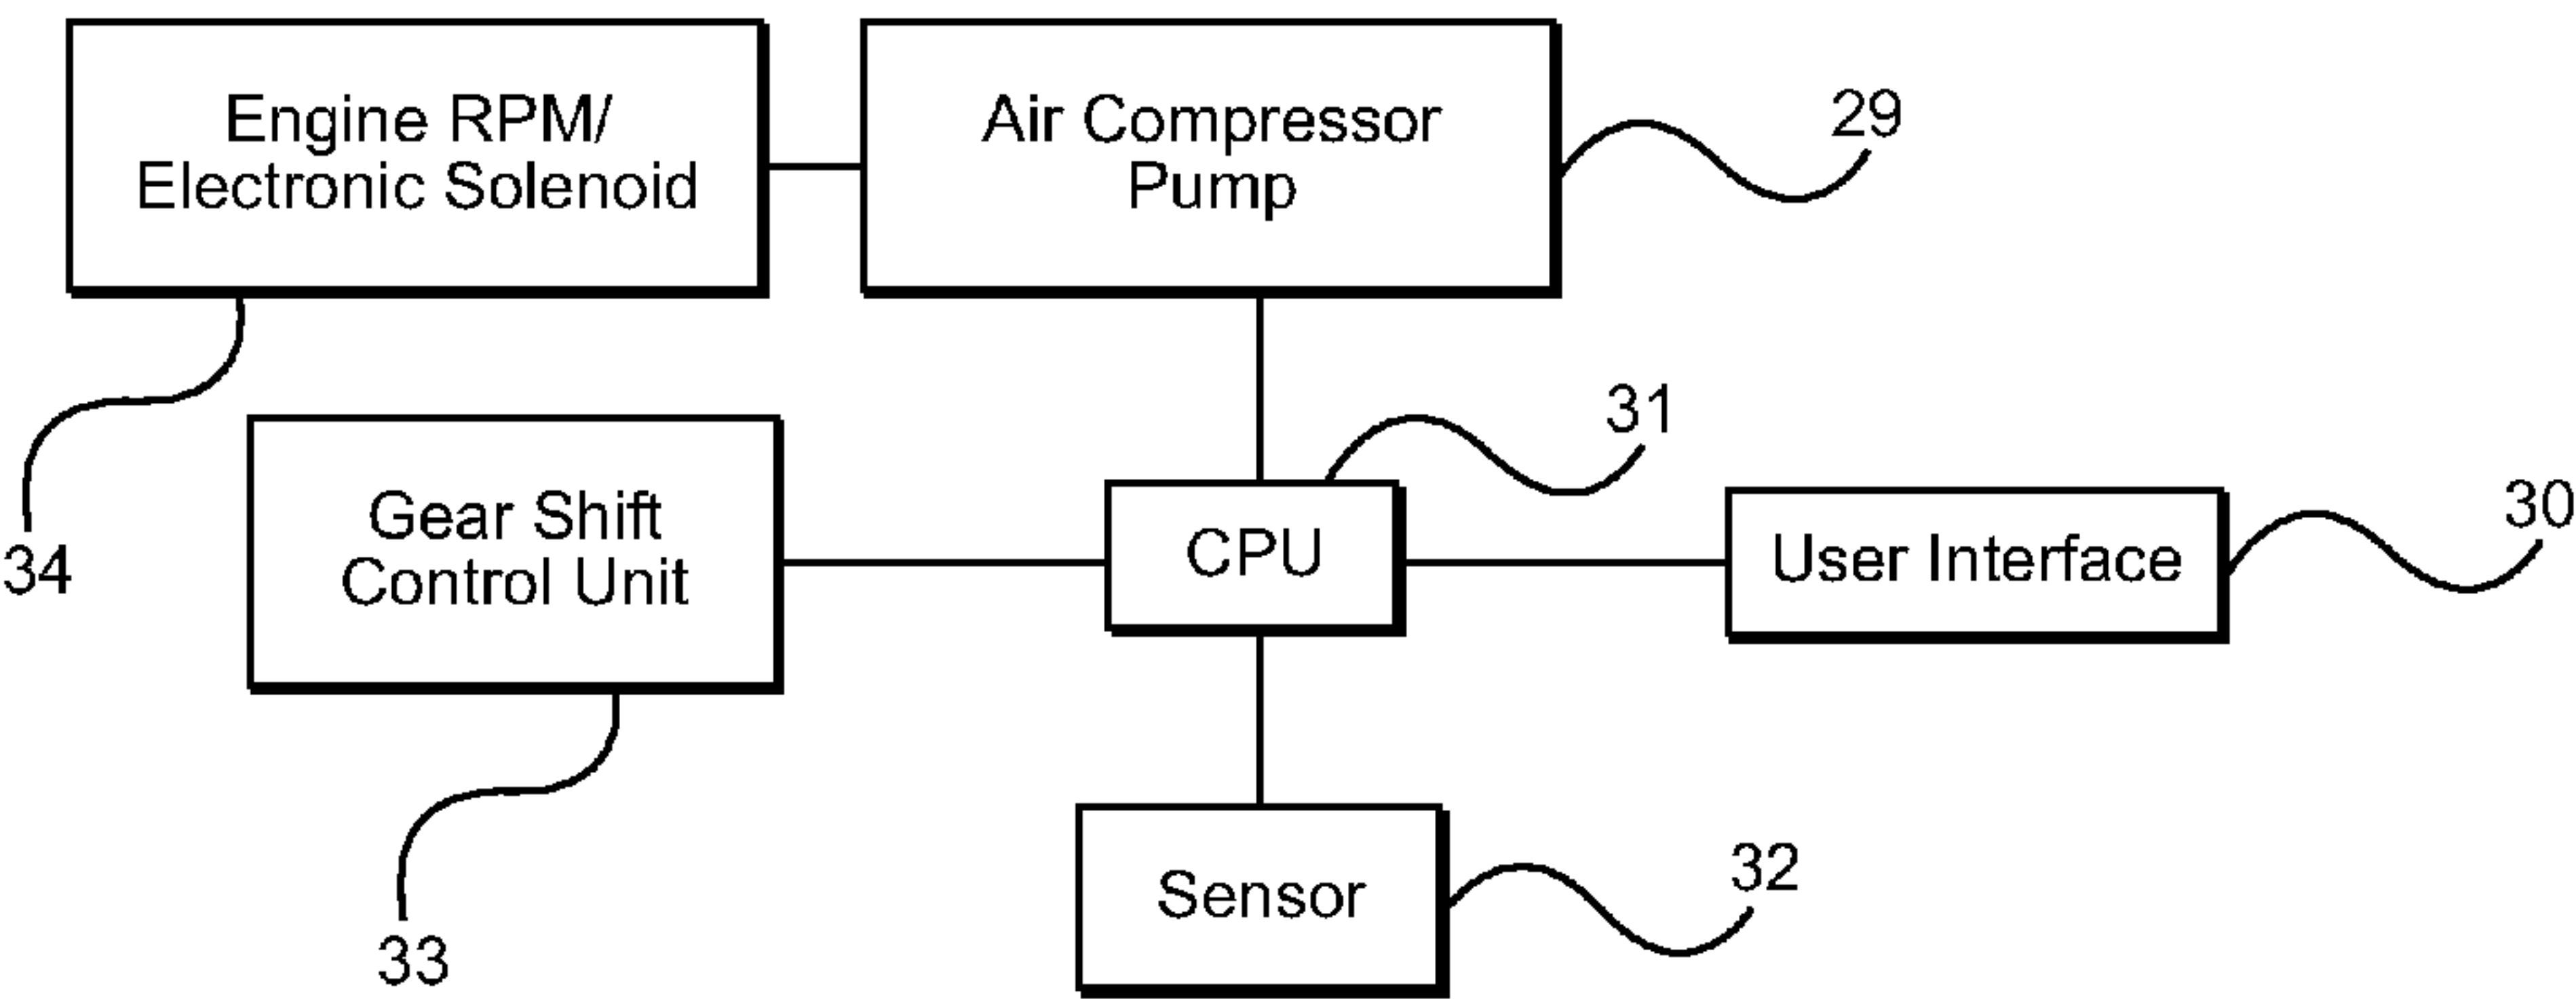 Engine RPM/
Electronic Solenoid
Air Compressor
Pump
29
34
Gear Shift
Control Unit
31
CPU
User Interface
30
33
Sensor
32